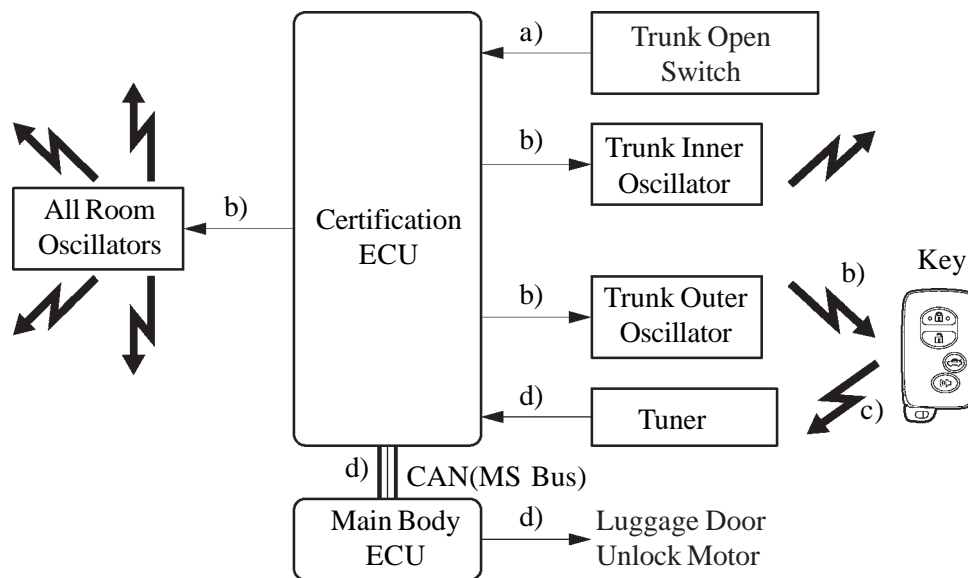 a)
Trunk Open
Switch
b)
Trunk Inner
Oscillator
All Room
Oscillators
b)
Certification
ECU
b)
Trunk Outer
Oscillator
b)
Key
d)
Tuner
c)
d)
CAN(MS Bus)
Main Body
ECU
d)
Luggage Door
Unlock Motor